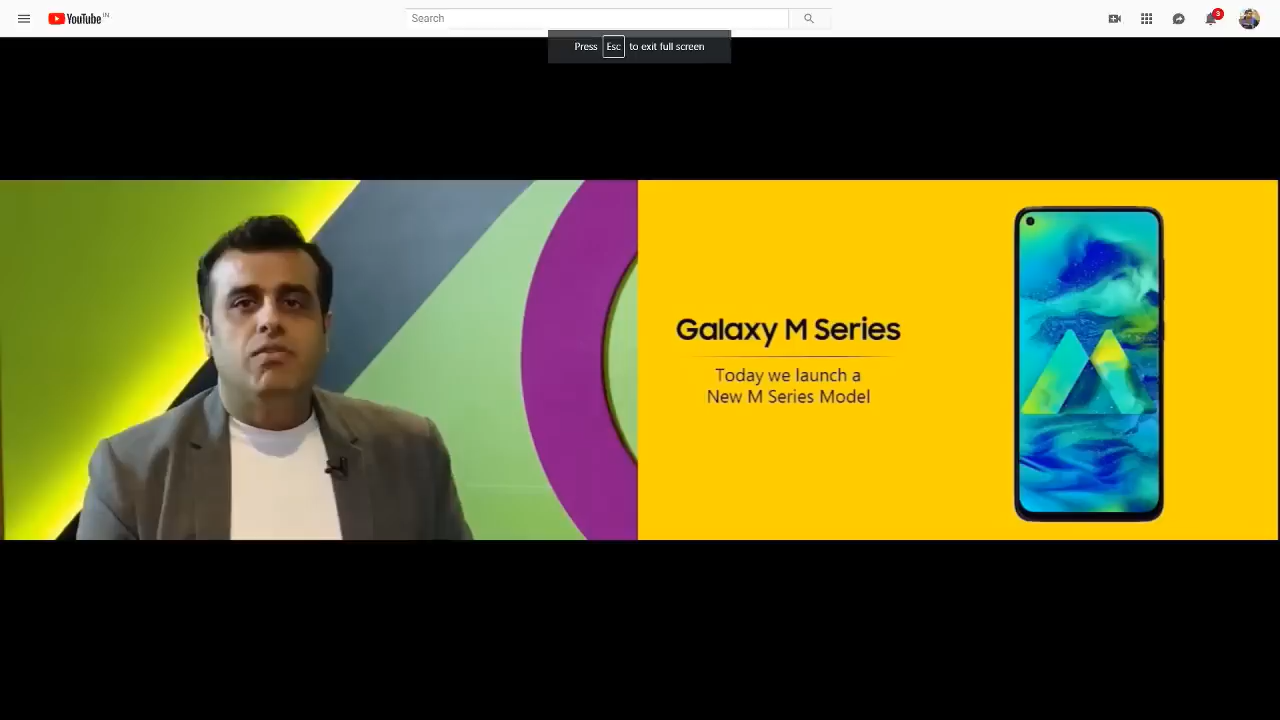 YouTube IN
Search
3
Press Esc to exit full screen
Galaxy M Series
Today we launch a
New M Series Model